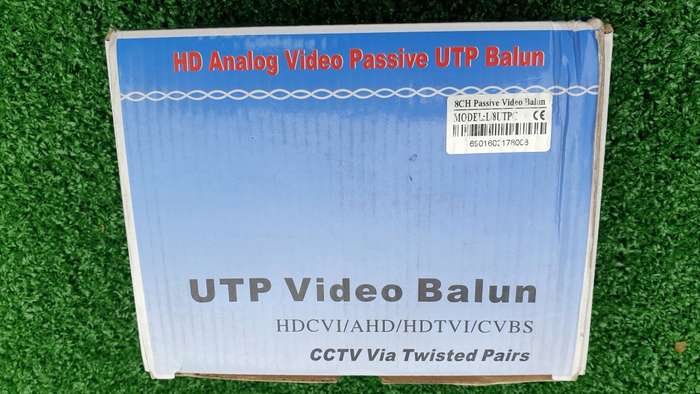 HD Analog Video Passive UTP Balun
8CH Passive Video Balun
CE
UTP Video Balun
HDCVI/AHD/HDTVI/CVBS
CCTV Via Twisted Pairs